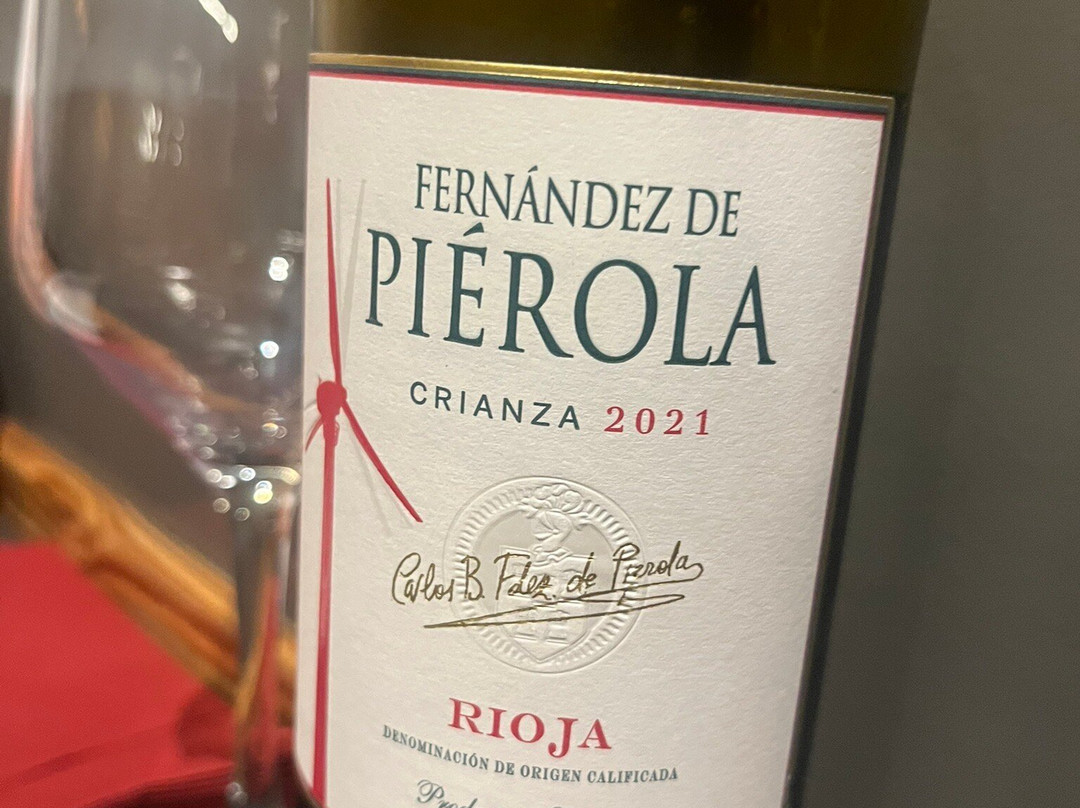 FERNÁNDEZ DE
PIÉROLA
CRIANZA 2021
Carlos B. Fdez. de Piérola
RIOJA
DENOMINACIÓN DE ORIGEN CALIFICADA